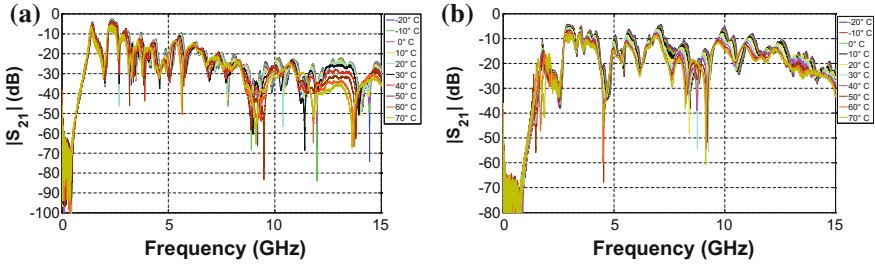 (a)
|S21| (dB)
0
-10
-20
-30
-40
-50
-60
-70
-80
-90
-100
0 5 10 15
Frequency (GHz)
-20° C
-10° C
0° C
10° C
20° C
30° C
40° C
50° C
60° C
70° C
(b)
|S21| (dB)
0
-10
-20
-30
-40
-50
-60
-70
-80
0 5 10 15
Frequency (GHz)
-20° C
-10° C
0° C
10° C
20° C
30° C
40° C
50° C
60° C
70° C